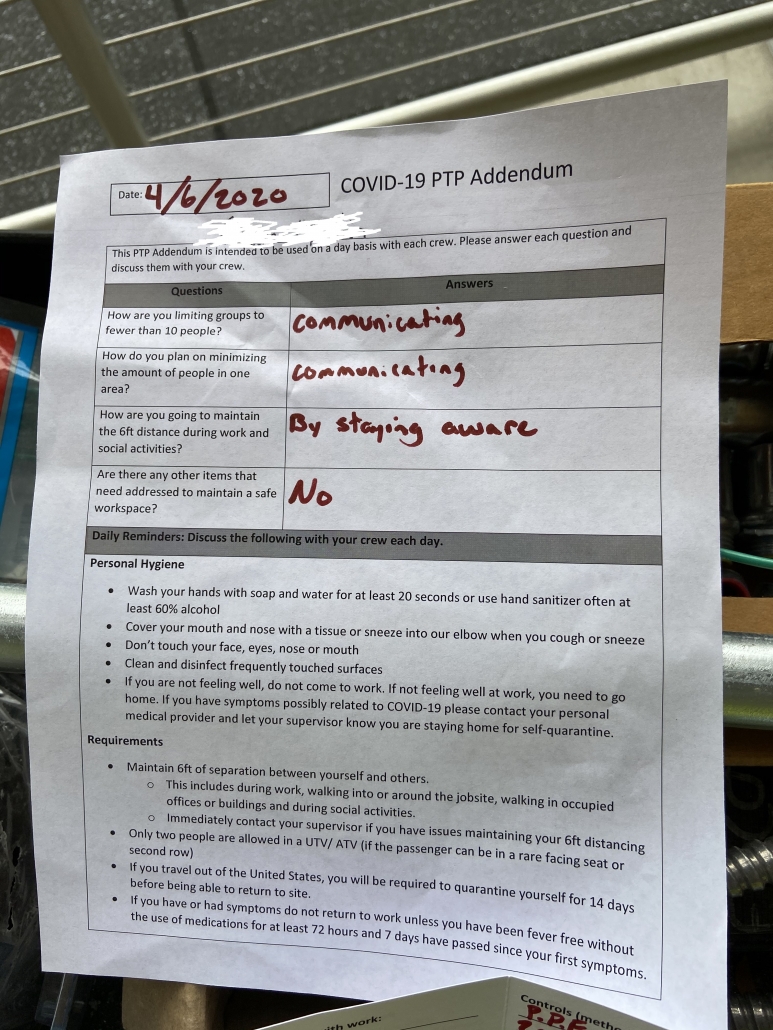 COVID-19 PTP Addendum
Date: 4/6/2020
This PTP Addendum is intended to be used on a day basis with each crew. Please answer each question and
discuss them with your crew.
Questions
Answers
How are you limiting groups to
fewer than 10 people?
communicating
How do you plan on minimizing
the amount of people in one
area?
communicating
How are you going to maintain
the 6ft distance during work and
social activities?
By staying aware
Are there any other items that
need addressed to maintain a safe
workspace?
No
Daily Reminders: Discuss the following with your crew each day.
Personal Hygiene
• Wash your hands with soap and water for at least 20 seconds or use hand sanitizer often at
least 60% alcohol
• Cover your mouth and nose with a tissue or sneeze into our elbow when you cough or sneeze
• Don't touch your face, eyes, nose or mouth
• Clean and disinfect frequently touched surfaces
• If you are not feeling well, do not come to work. If not feeling well at work, you need to go
home. If you have symptoms possibly related to COVID-19 please contact your personal
medical provider and let your supervisor know you are staying home for self-quarantine.
Requirements
• Maintain 6ft of separation between yourself and others.
o This includes during work, walking into or around the jobsite, walking in occupied
offices or buildings and during social activities.
o Immediately contact your supervisor if you have issues maintaining your 6ft distancing
• Only two people are allowed in a UTV/ ATV (if the passenger can be in a rare facing seat or
second row)
• If you travel out of the United States, you will be required to quarantine yourself for 14 days
before being able to return to site.
• If you have or had symptoms do not return to work unless you have been fever free without
the use of medications for at least 72 hours and 7 days have passed since your first symptoms.
work:
Controls
P.P.E